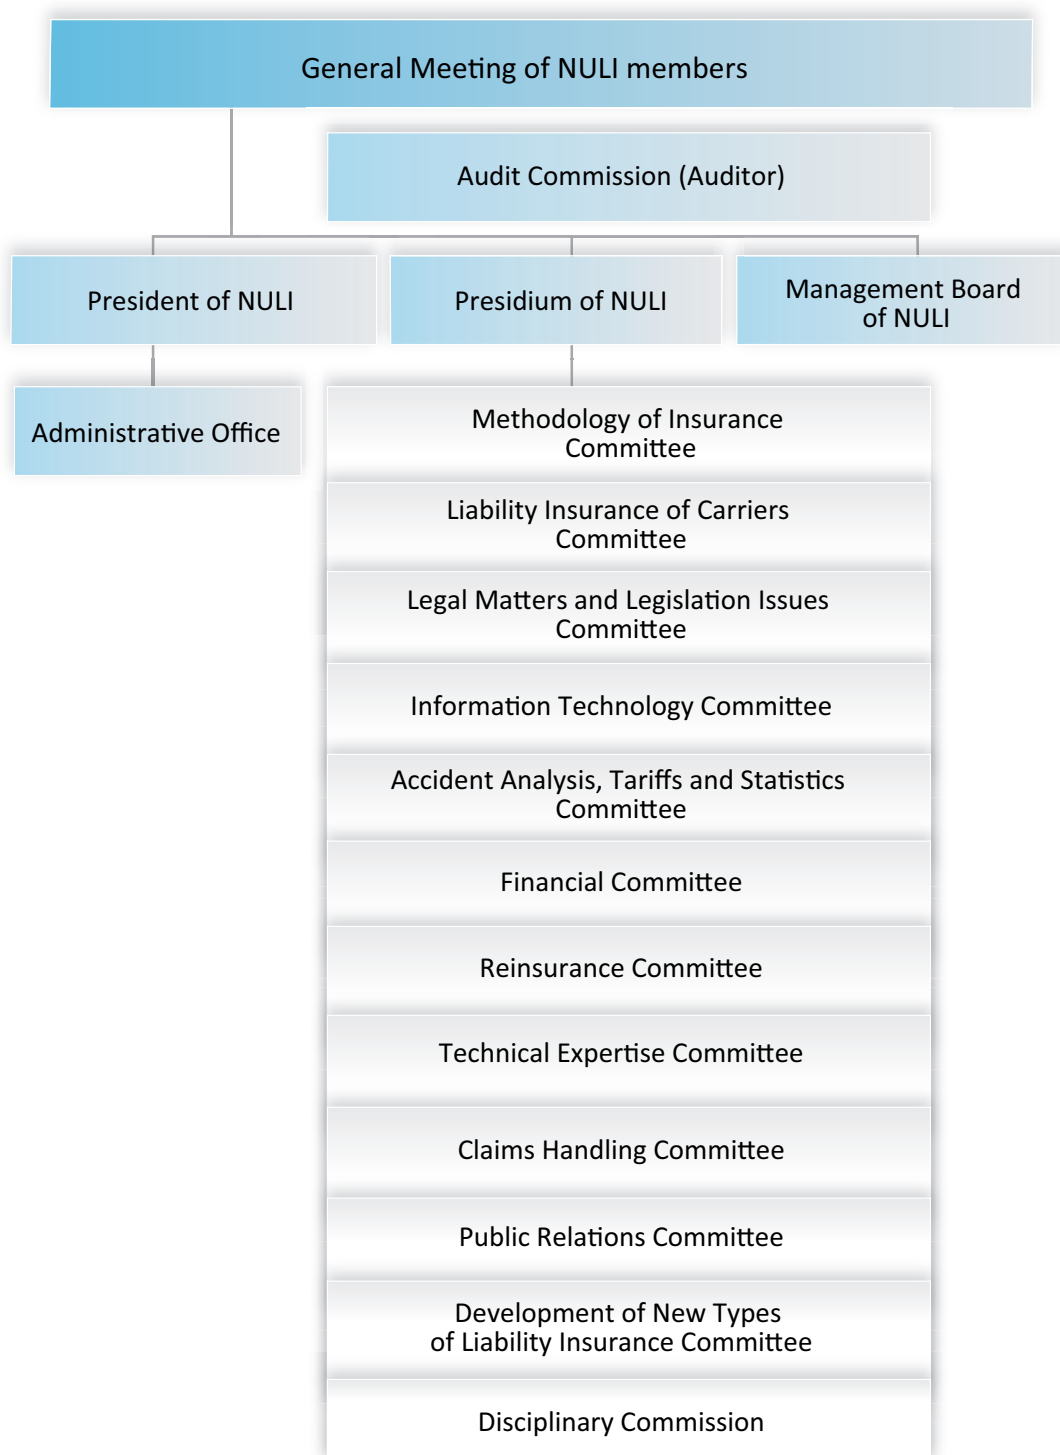 General Meeting of NULI members
Audit Commission (Auditor)
President of NULI
Presidium of NULI
Management Board
of NULI
Administrative Office
Methodology of Insurance
Committee
Liability Insurance of Carriers
Committee
Legal Matters and Legislation Issues
Committee
Information Technology Committee
Accident Analysis, Tariffs and Statistics
Committee
Financial Committee
Reinsurance Committee
Technical Expertise Committee
Claims Handling Committee
Public Relations Committee
Development of New Types
of Liability Insurance Committee
Disciplinary Commission